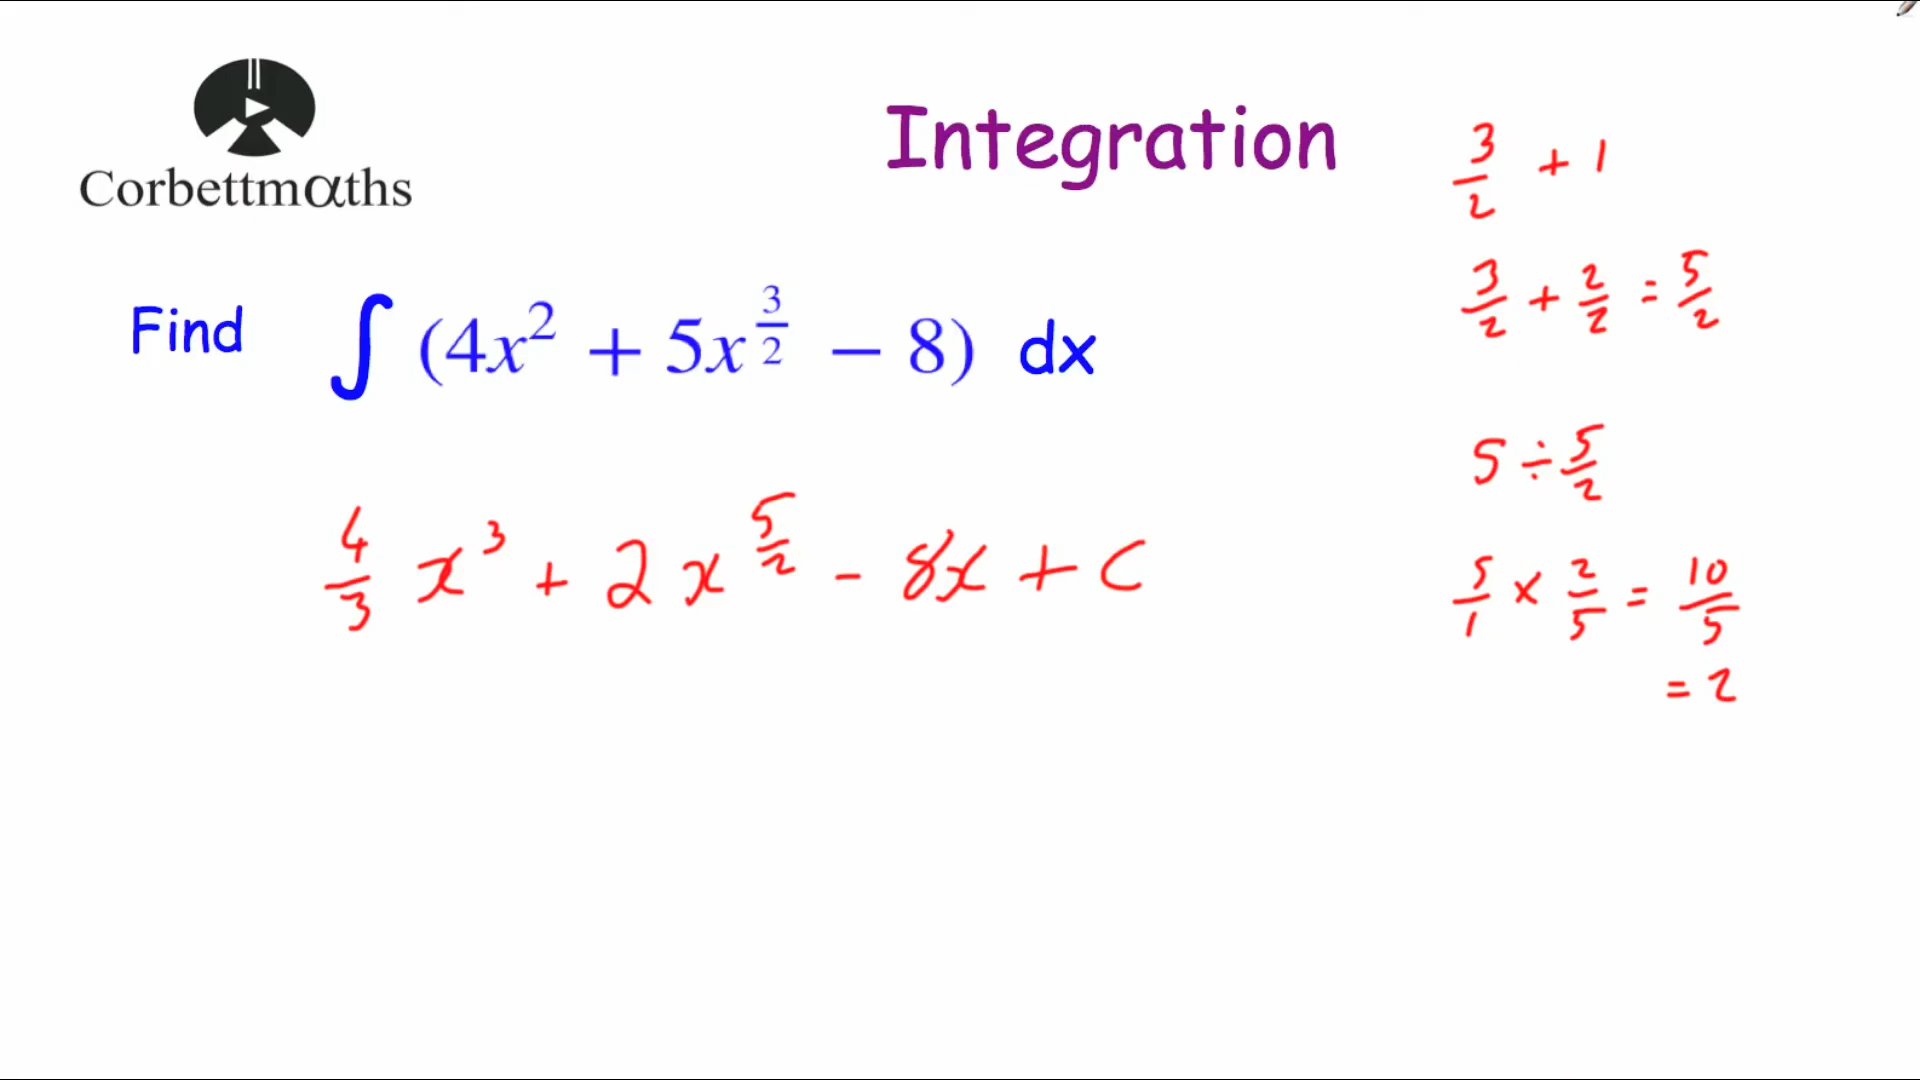 Corbettmαths
Integration
Find ∫ (4x² + 5x^(3/2) − 8) dx
4/3 x³ + 2x^(5/2) − 8x + c
3/2 + 1
3/2 + 2/2 = 5/2
5 ÷ 5/2
5/1 × 2/5 = 10/5
= 2